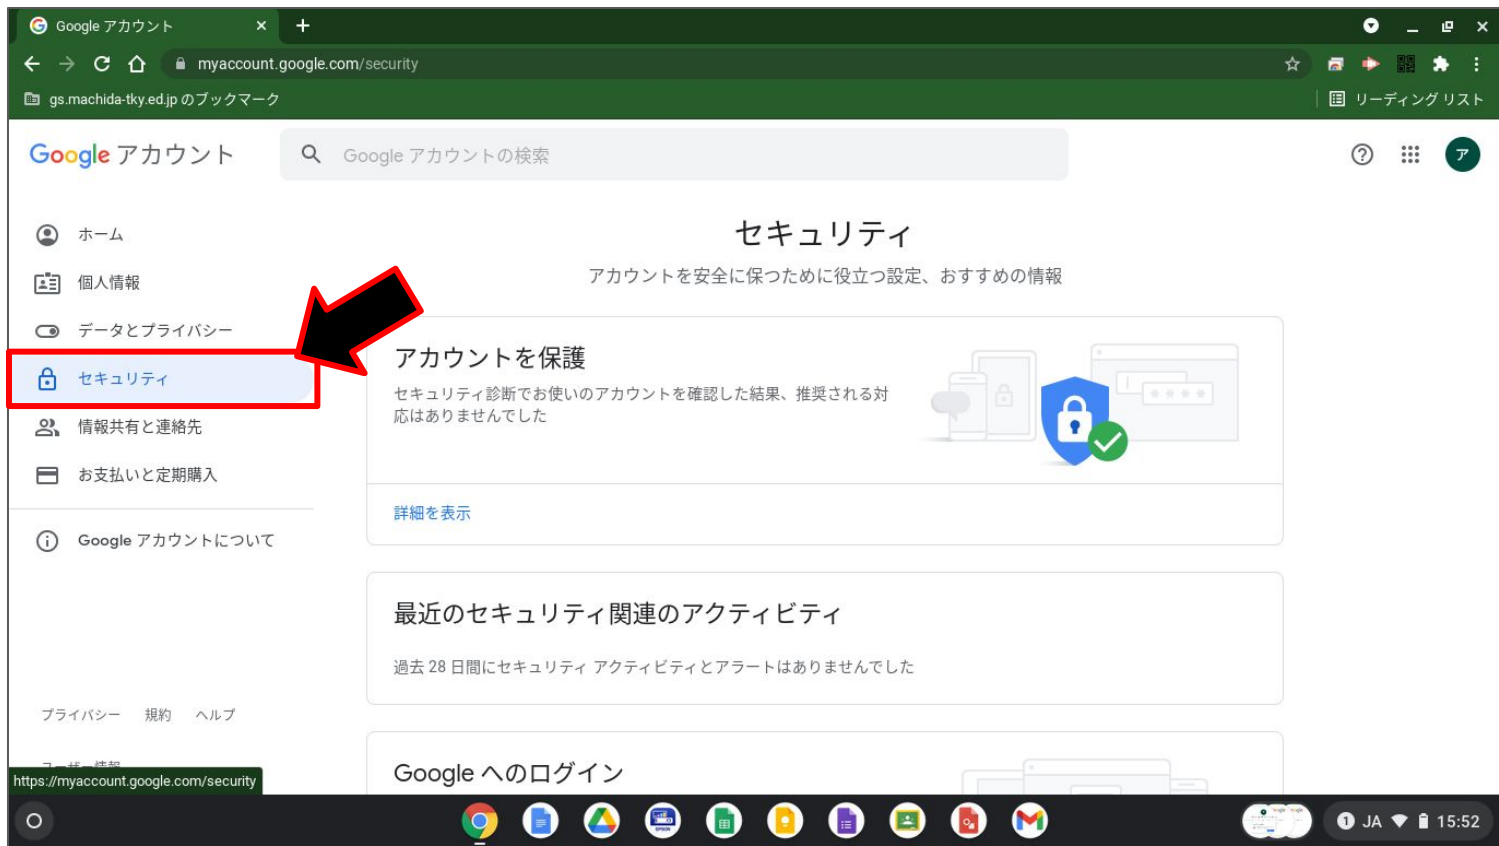 Google アカウント
myaccount.google.com/security
gs.machida-tky.ed.jp のブックマーク
リーディング リスト
Google アカウント
Google アカウントの検索
ア
ホーム
個人情報
データとプライバシー
セキュリティ
情報共有と連絡先
お支払いと定期購入
Google アカウントについて
プライバシー 規約 ヘルプ
ユーザー情報
https://myaccount.google.com/security
セキュリティ
アカウントを安全に保つために役立つ設定、おすすめの情報
アカウントを保護
セキュリティ診断でお使いのアカウントを確認した結果、推奨される対
応はありませんでした
詳細を表示
最近のセキュリティ関連のアクティビティ
過去 28 日間にセキュリティ アクティビティとアラートはありませんでした
Google へのログイン
EPSON
1 JA 15:52